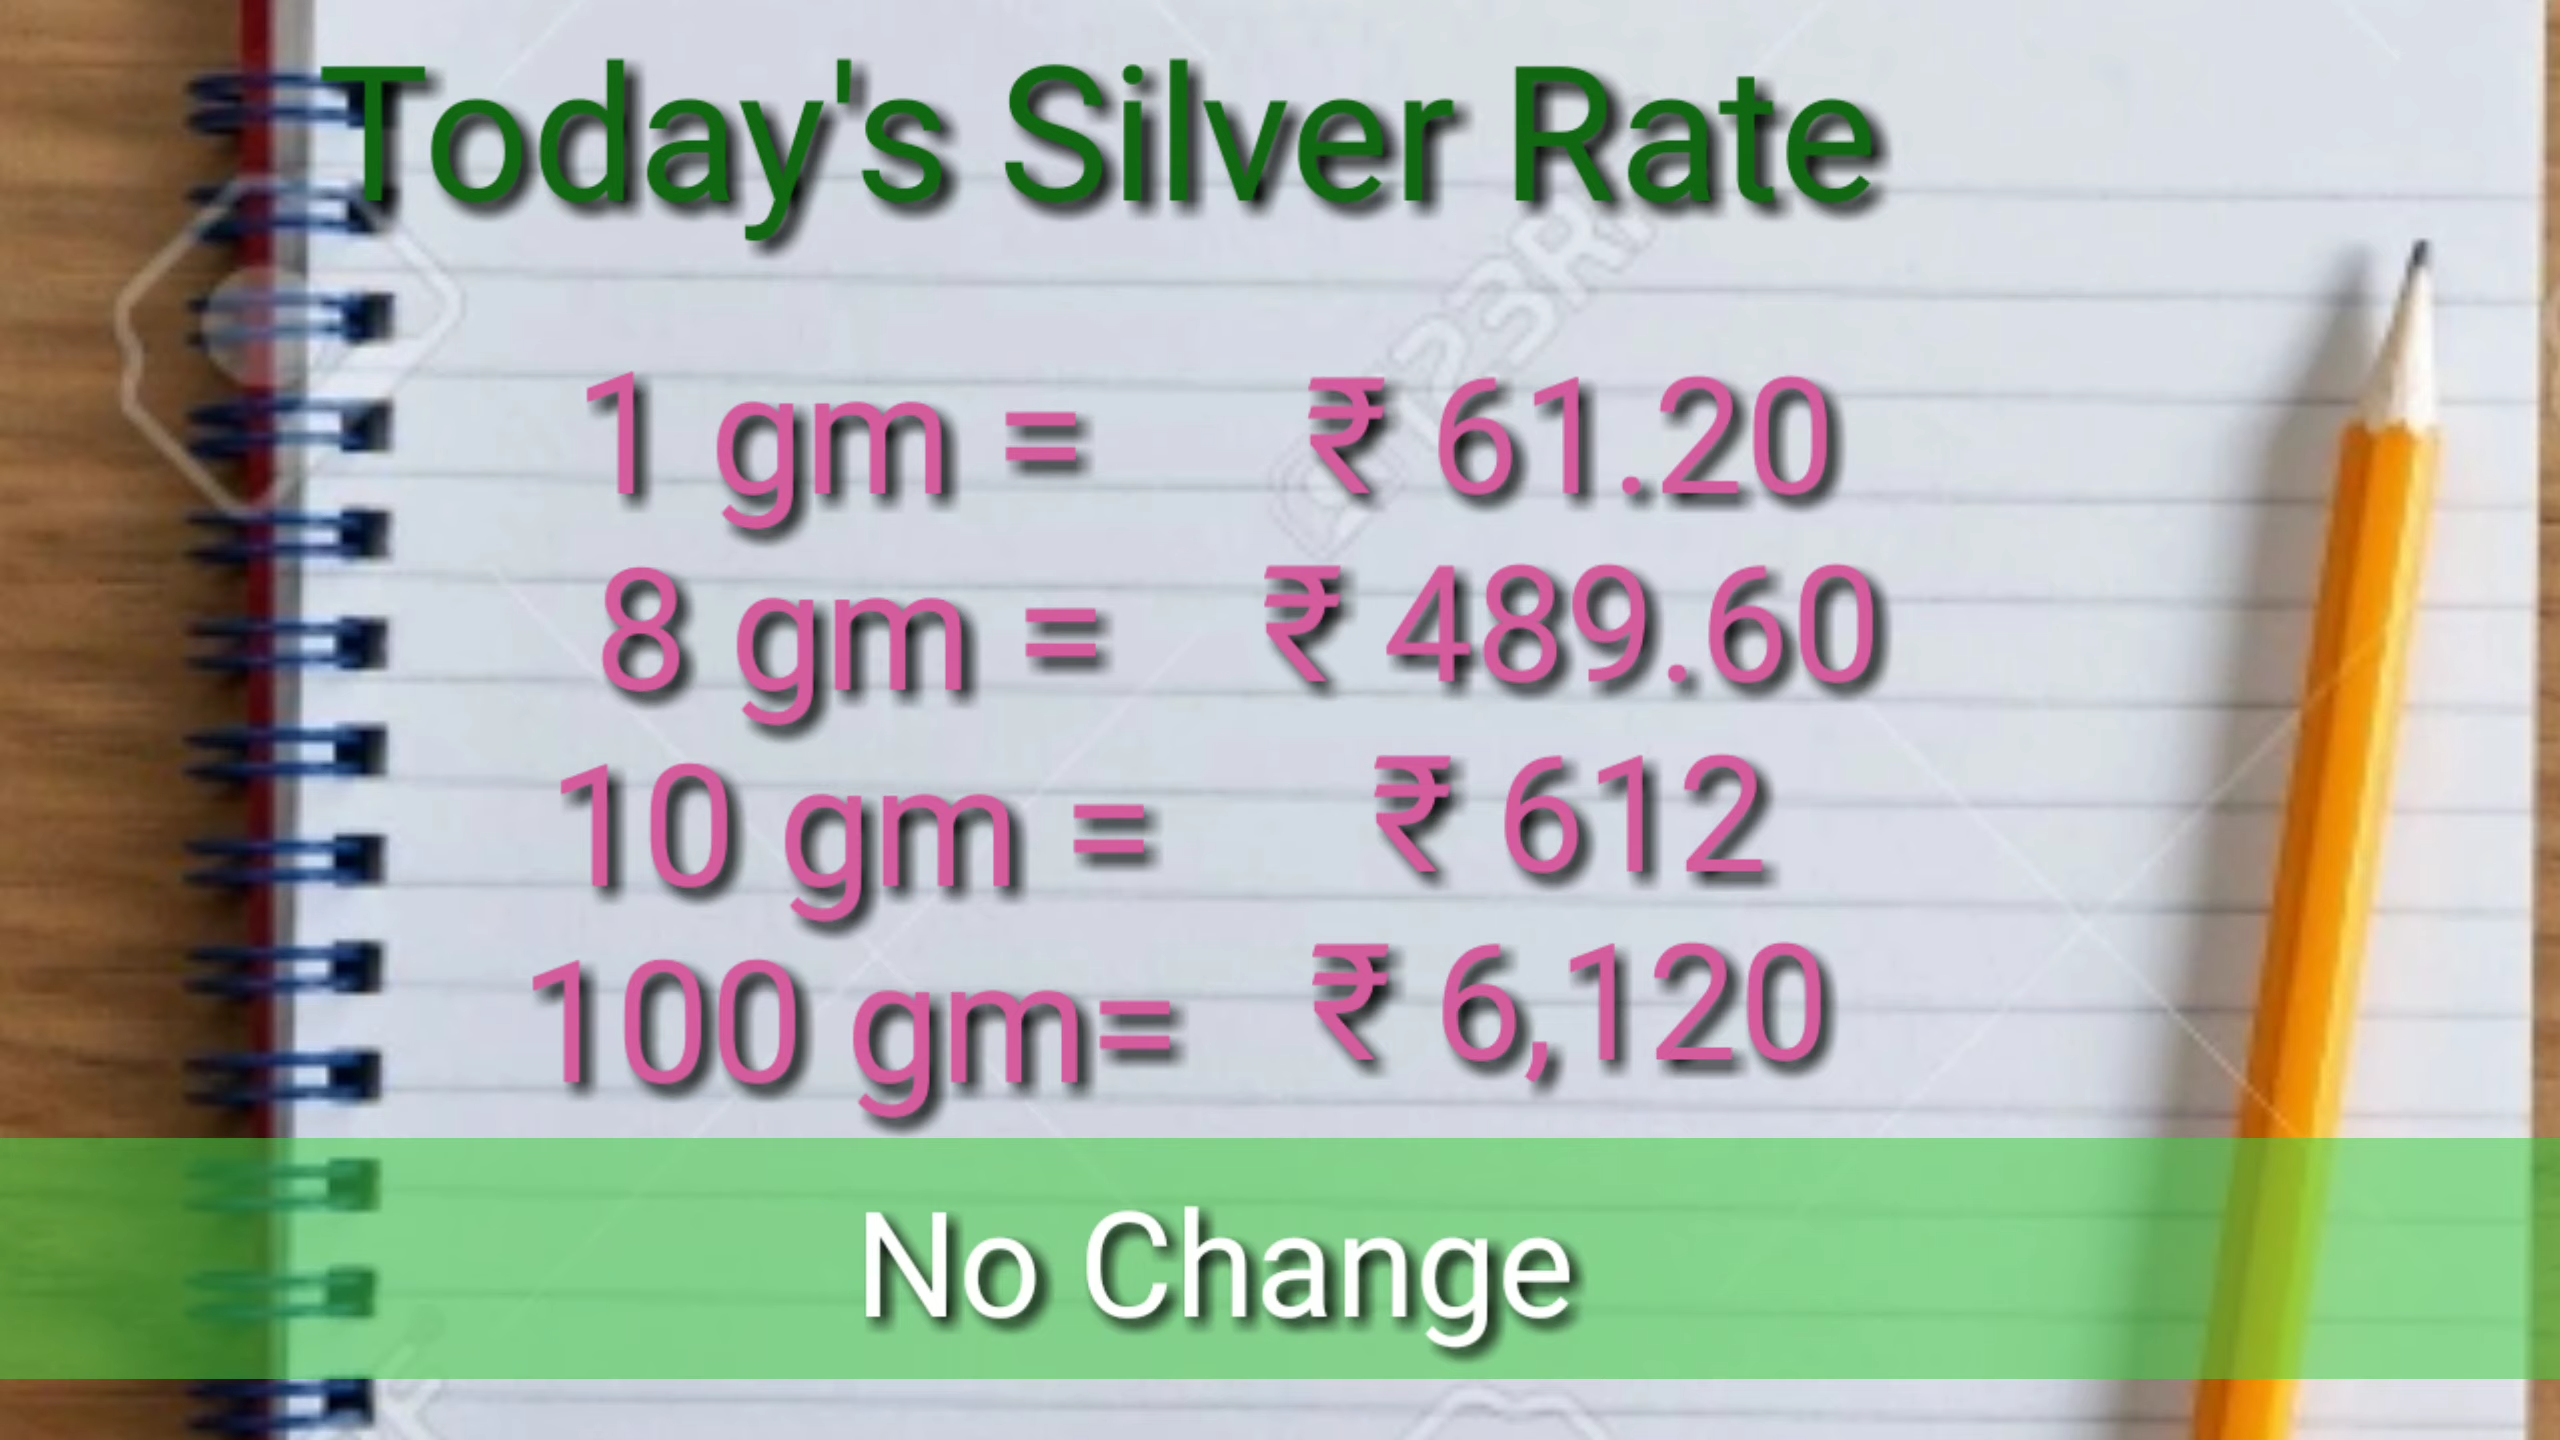 Today's Silver Rate
1 gm = ₹ 61.20
8 gm = ₹ 489.60
10 gm = ₹ 612
100 gm= ₹ 6,120
No Change